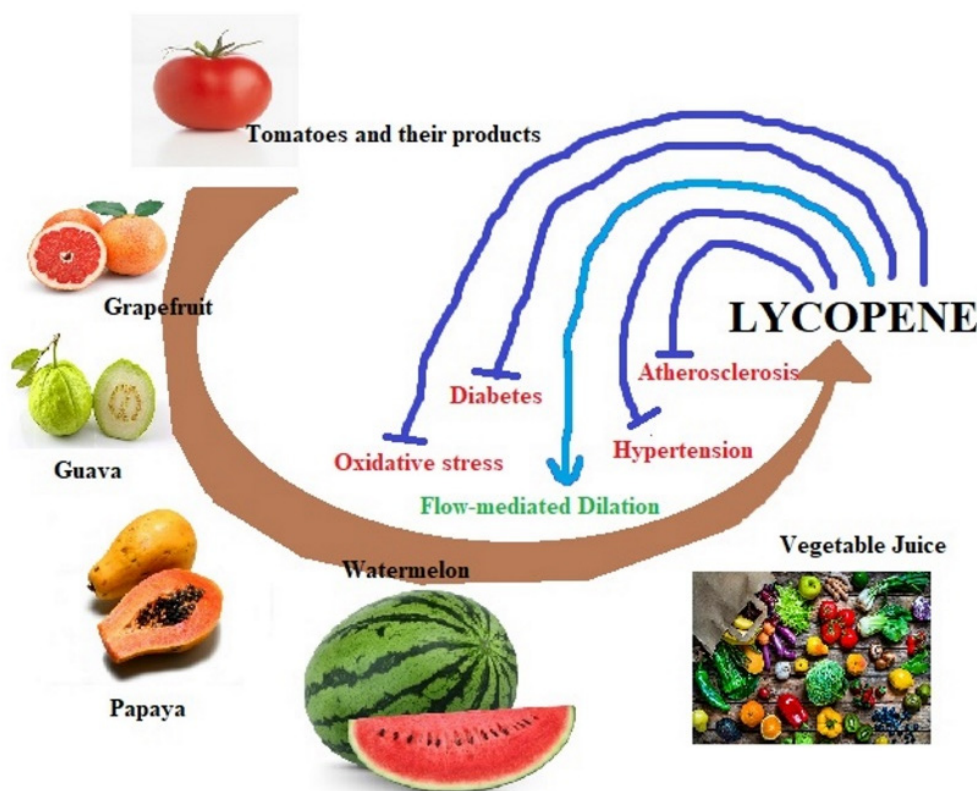 Tomatoes and their products
Grapefruit
LYCOPENE
Atherosclerosis
Diabetes
Hypertension
Oxidative stress
Guava
Flow-mediated Dilation
Vegetable Juice
Watermelon
Papaya